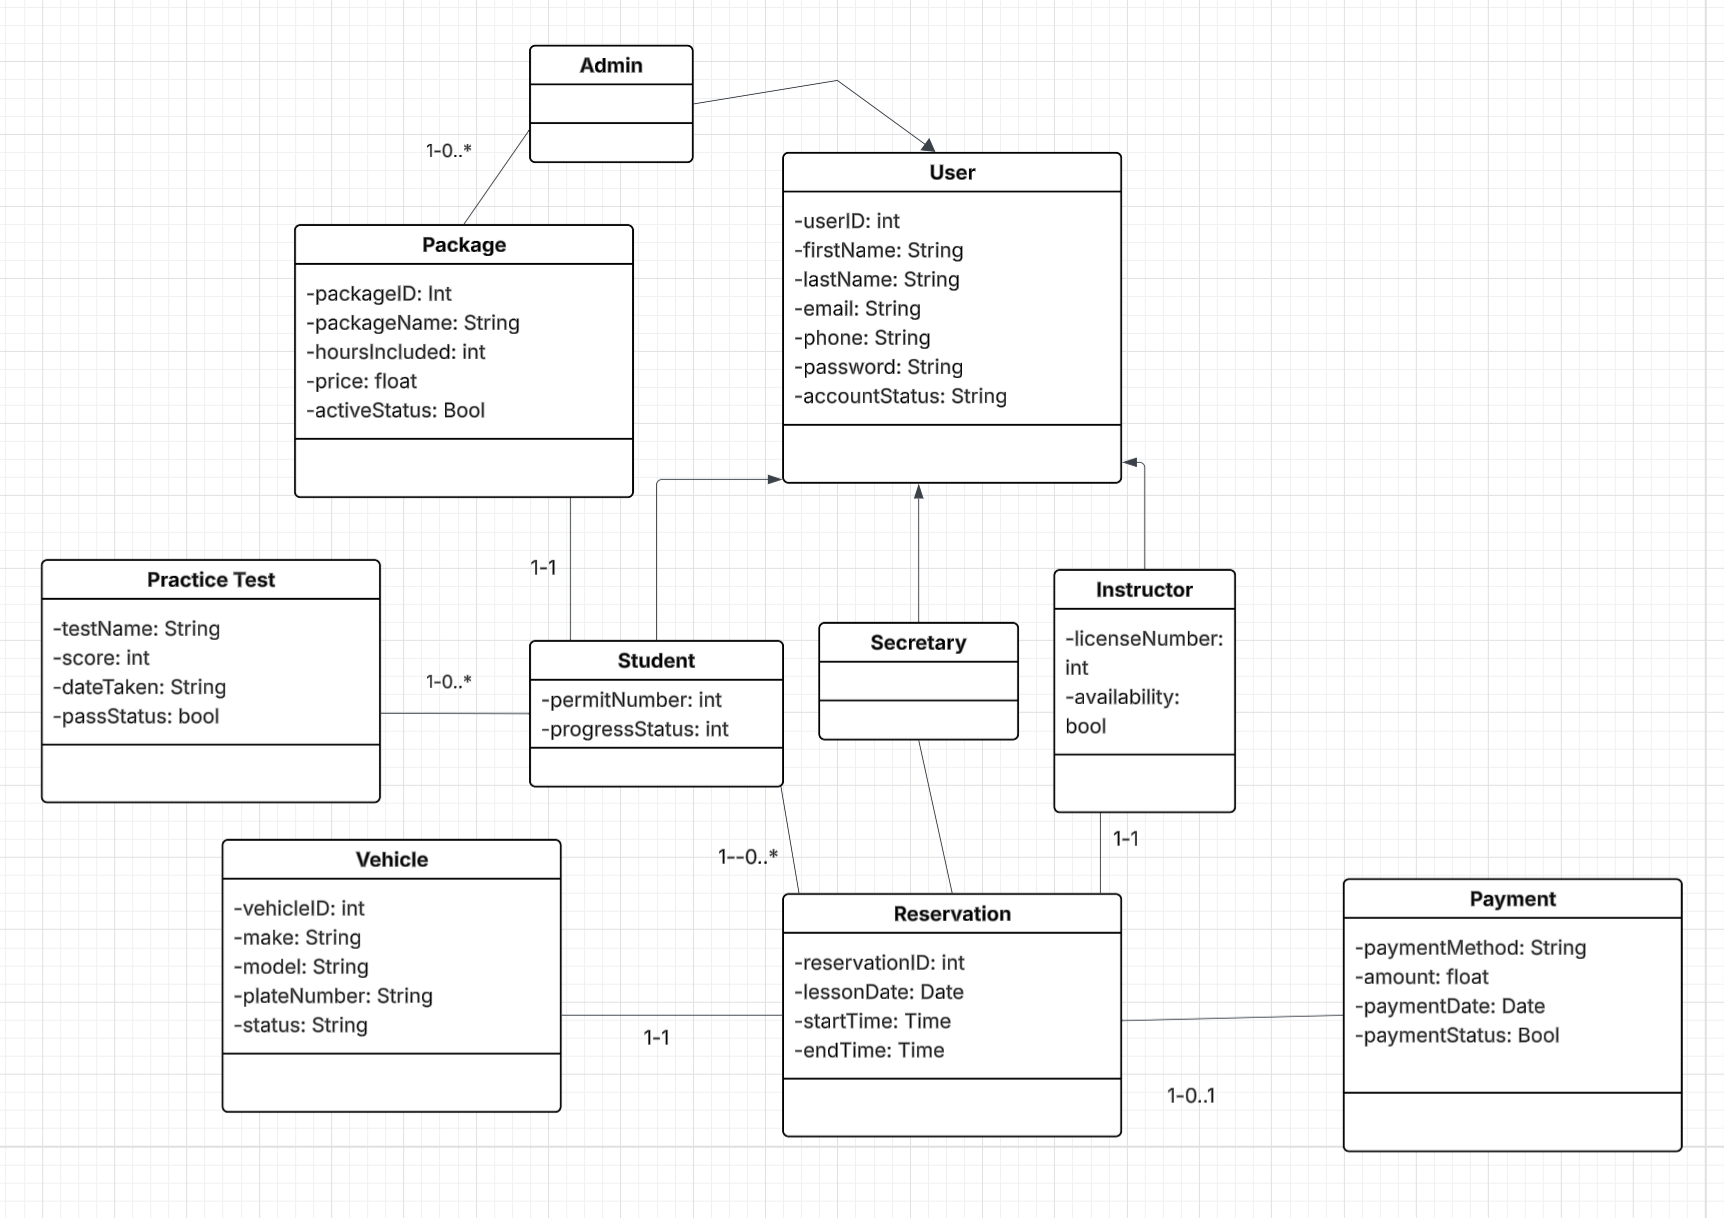 Admin
1-0..*
User
-userID: int
-firstName: String
-lastName: String
-email: String
-phone: String
-password: String
-accountStatus: String
Package
-packageID: Int
-packageName: String
-hoursIncluded: int
-price: float
-activeStatus: Bool
1-1
Practice Test
-testName: String
-score: int
-dateTaken: String
-passStatus: bool
1-0..*
Student
-permitNumber: int
-progressStatus: int
Secretary
Instructor
-licenseNumber:
int
-availability:
bool
1--0..*
1-1
Vehicle
-vehicleID: int
-make: String
-model: String
-plateNumber: String
-status: String
1-1
Reservation
-reservationID: int
-lessonDate: Date
-startTime: Time
-endTime: Time
1-0..1
Payment
-paymentMethod: String
-amount: float
-paymentDate: Date
-paymentStatus: Bool